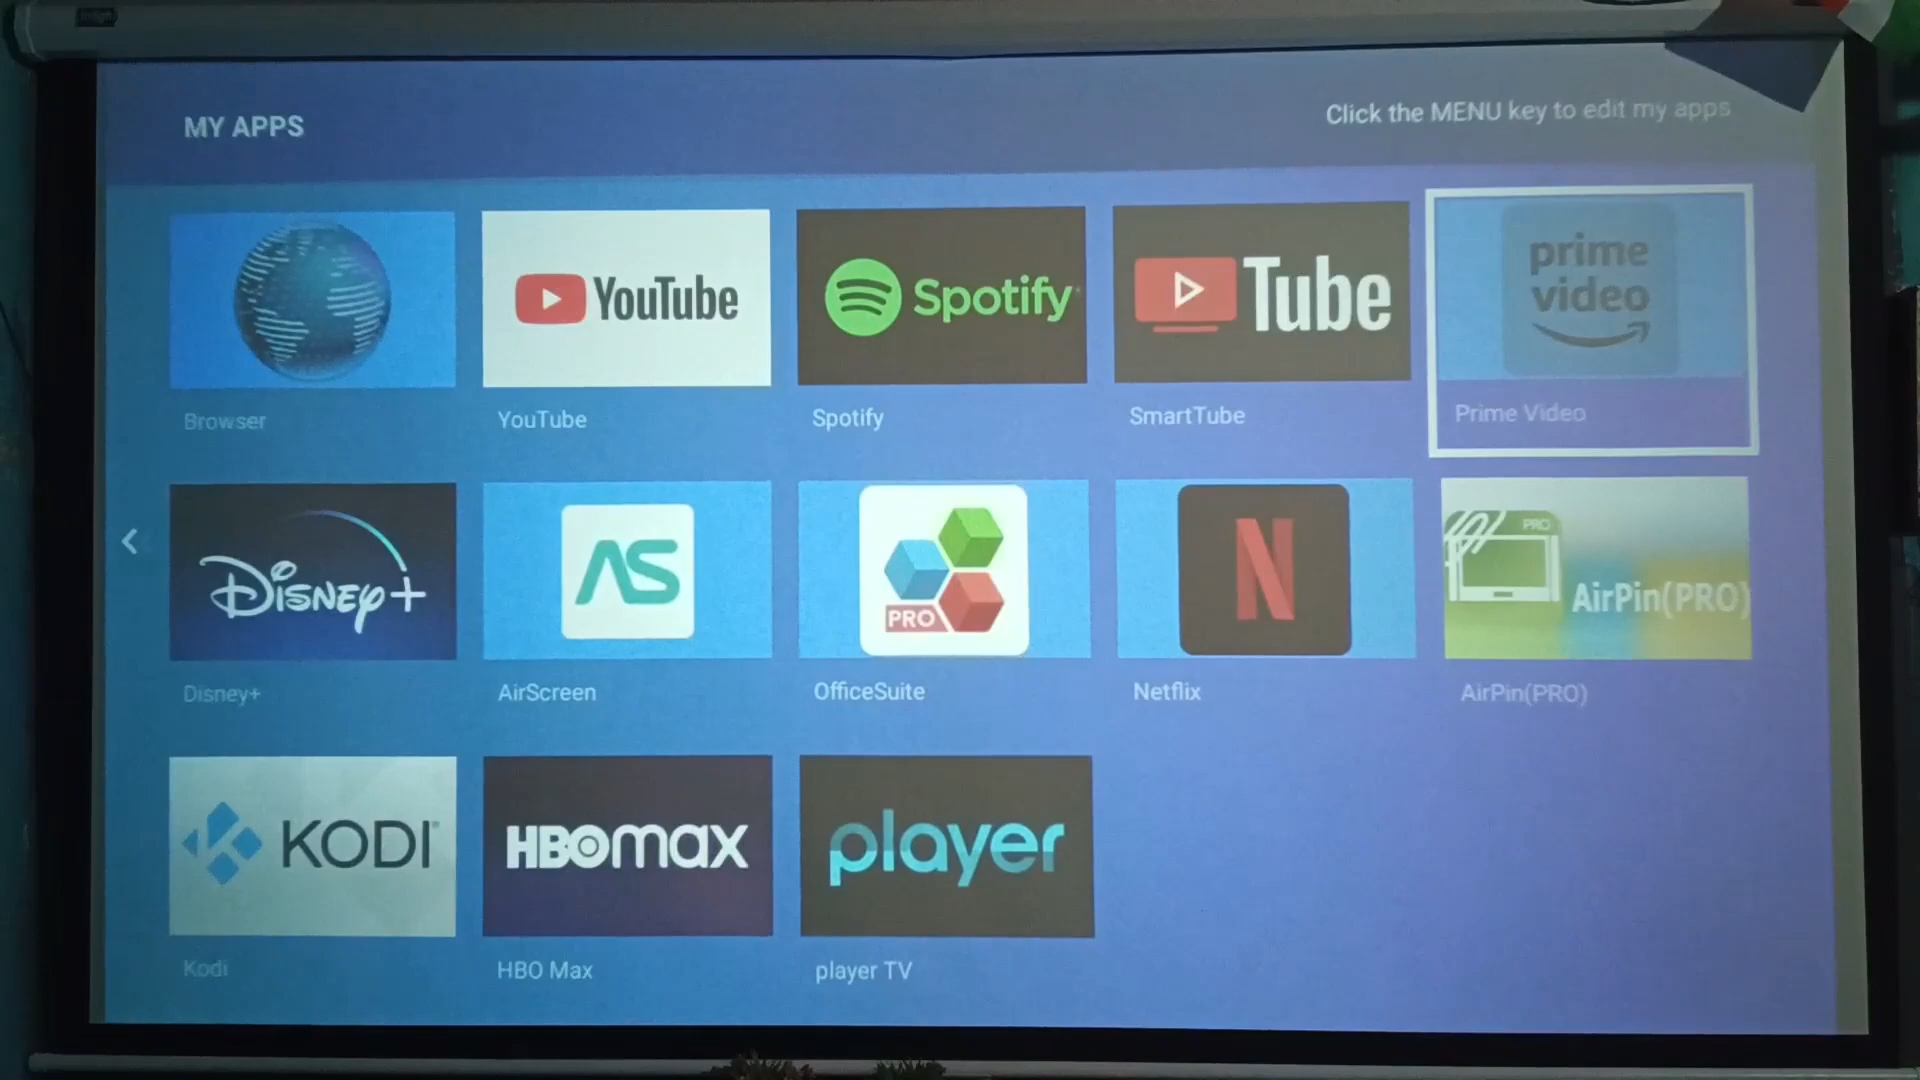 MY APPS
Click the MENU key to edit my apps
YouTube
Spotify
Tube
prime
video
Browser
YouTube
Spotify
SmartTube
Prime Video
DISNEY+
AS
PRO
N
PRO
AirPin(PRO)
Disney+
AirScreen
OfficeSuite
Netflix
AirPin(PRO)
KODI
HBOmax
player
Kodi
HBO Max
player TV